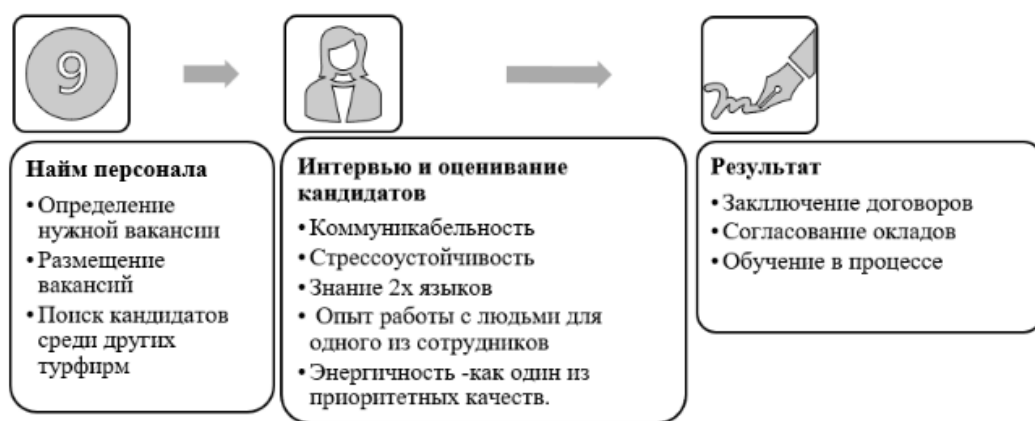 9
Найм персонала
• Определение
нужной вакансии
• Размещение
вакансий
• Поиск кандидатов
среди других
турфирм
Интервью и оценивание
кандидатов
• Коммуникабельность
• Стрессоустойчивость
• Знание 2х языков
• Опыт работы с людьми для
одного из сотрудников
• Энергичность -как один из
приоритетных качеств.
Результат
• Закллючение договоров
• Согласование окладов
• Обучение в процессе